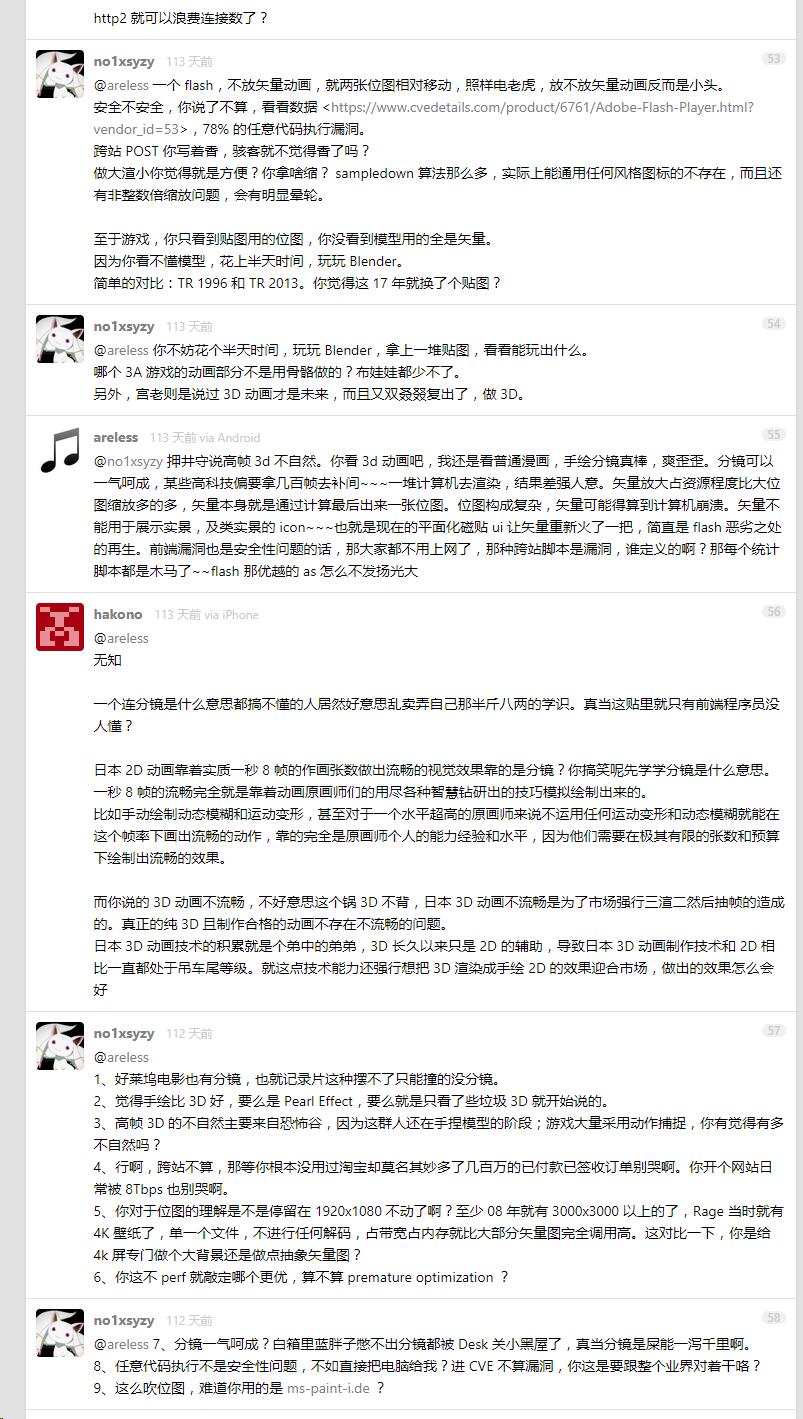 http2 就可以浪费连接数了？
no1xsyzy 113 天前 53
@areless 一个 flash，不放矢量动画，就两张位图相对移动，照样电老虎，放不放矢量动画反而是小头。
安全不安全，你说了不算，看看数据 <https://www.cvedetails.com/product/6761/Adobe-Flash-Player.html?
vendor_id=53>，78% 的任意代码执行漏洞。
跨站 POST 你写着香，骇客就不觉得香了吗？
做大渲小你觉得就是方便？你拿啥缩？ sampledown 算法那么多，实际上能通用任何风格图标的不存在，而且还
有非整数倍缩放问题，会有明显晕轮。
至于游戏，你只看到贴图用的位图，你没看到模型用的全是矢量。
因为你看不懂模型，花上半天时间，玩玩 Blender。
简单的对比：TR 1996 和 TR 2013。你觉得这 17 年就换了个贴图？
no1xsyzy 113 天前 54
@areless 你不妨花个半天时间，玩玩 Blender，拿上一堆贴图，看看能玩出什么。
哪个 3A 游戏的动画部分不是用骨骼做的？布娃娃都少不了。
另外，宫老则是说过 3D 动画才是未来，而且又双叒叕复出了，做 3D。
areless 113 天前 via Android 55
@no1xsyzy 押井守说高帧 3d 不自然。你看 3d 动画吧，我还是看普通漫画，手绘分镜真棒，爽歪歪。分镜可以
一气呵成，某些高科技偏要拿几百帧去补间~~~一堆计算机去渲染，结果差强人意。矢量放大占资源程度比大位
图缩放多的多，矢量本身就是通过计算最后出来一张位图。位图构成复杂，矢量可能得算到计算机崩溃。矢量不
能用于展示实景，及类实景的 icon~~~也就是现在的平面化磁贴 ui 让矢量重新火了一把，简直是 flash 恶劣之处
的再生。前端漏洞也是安全性问题的话，那大家都不用上网了，那种跨站脚本是漏洞，谁定义的啊？那每个统计
脚本都是木马了~~flash 那优越的 as 怎么不发扬光大
hakono 113 天前 via iPhone 56
@areless
无知
一个连分镜是什么意思都搞不懂的人居然好意思乱卖弄自己那半斤八两的学识。真当这贴里就只有前端程序员没
人懂？
日本 2D 动画靠着实质一秒 8 帧的作画张数做出流畅的视觉效果靠的是分镜？你搞笑呢先学学分镜是什么意思。
一秒 8 帧的流畅完全就是靠着动画原画师们的用尽各种智慧钻研出的技巧模拟绘制出来的。
比如手动绘制动态模糊和运动变形，甚至对于一个水平超高的原画师来说不运用任何运动变形和动态模糊就能在
这个帧率下画出流畅的动作，靠的完全是原画师个人的能力经验和水平，因为他们需要在极其有限的张数和预算
下绘制出流畅的效果。
而你说的 3D 动画不流畅，不好意思这个锅 3D 不背，日本 3D 动画不流畅是为了市场强行三渲二然后抽帧的造成
的。真正的纯 3D 且制作合格的动画不存在不流畅的问题。
日本 3D 动画技术的积累就是个弟中的弟弟，3D 长久以来只是 2D 的辅助，导致日本 3D 动画制作技术和 2D 相
比一直都处于吊车尾等级。就这点技术能力还强行想把 3D 渲染成手绘 2D 的效果迎合市场，做出的效果怎么会
好
no1xsyzy 112 天前 57
@areless
1、好莱坞电影也有分镜，也就记录片这种摆不了只能撞的没分镜。
2、觉得手绘比 3D 好，要么是 Pearl Effect，要么就是只看了些垃圾 3D 就开始说的。
3、高帧 3D 的不自然主要来自恐怖谷，因为这群人还在手捏模型的阶段；游戏大量采用动作捕捉，你有觉得有多
不自然吗？
4、行啊，跨站不算，那等你根本没用过淘宝却莫名其妙多了几百万的已付款已签收订单别哭啊。你开个网站日
常被 8Tbps 也别哭啊。
5、你对于位图的理解是不是停留在 1920x1080 不动了啊？至少 08 年就有 3000x3000 以上的了，Rage 当时就有
4K 壁纸了，单一个文件，不进行任何解码，占带宽占内存就比大部分矢量图完全调用高。这对比一下，你是给
4k 屏专门做个大背景还是做点抽象矢量图？
6、你这不 perf 就敲定哪个更优，算不算 premature optimization ？
no1xsyzy 112 天前 58
@areless 7、分镜一气呵成？白箱里蓝胖子憋不出分镜都被 Desk 关小黑屋了，真当分镜是屎能一泻千里啊。
8、任意代码执行不是安全性问题，不如直接把电脑给我？进 CVE 不算漏洞，你这是要跟整个业界对着干咯？
9、这么吹位图，难道你用的是 ms-paint-i.de ？